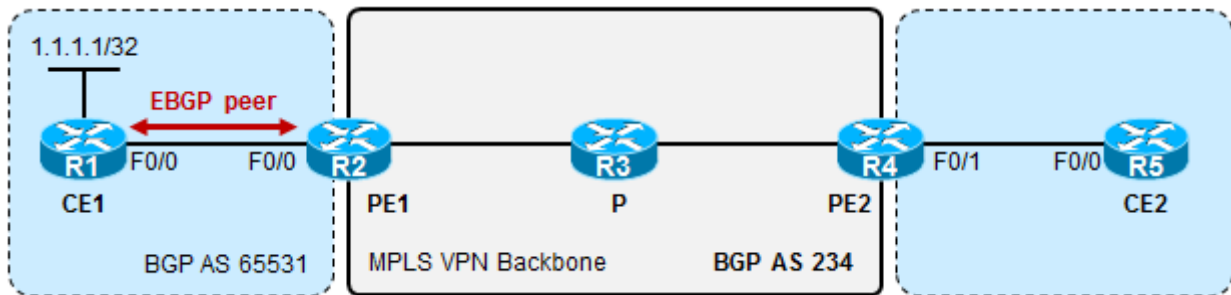 1.1.1.1/32
EBGP peer
R1 F0/0 F0/0 R2 R3 R4 F0/1 F0/0 R5
CE1 PE1 P PE2 CE2
BGP AS 65531 MPLS VPN Backbone BGP AS 234